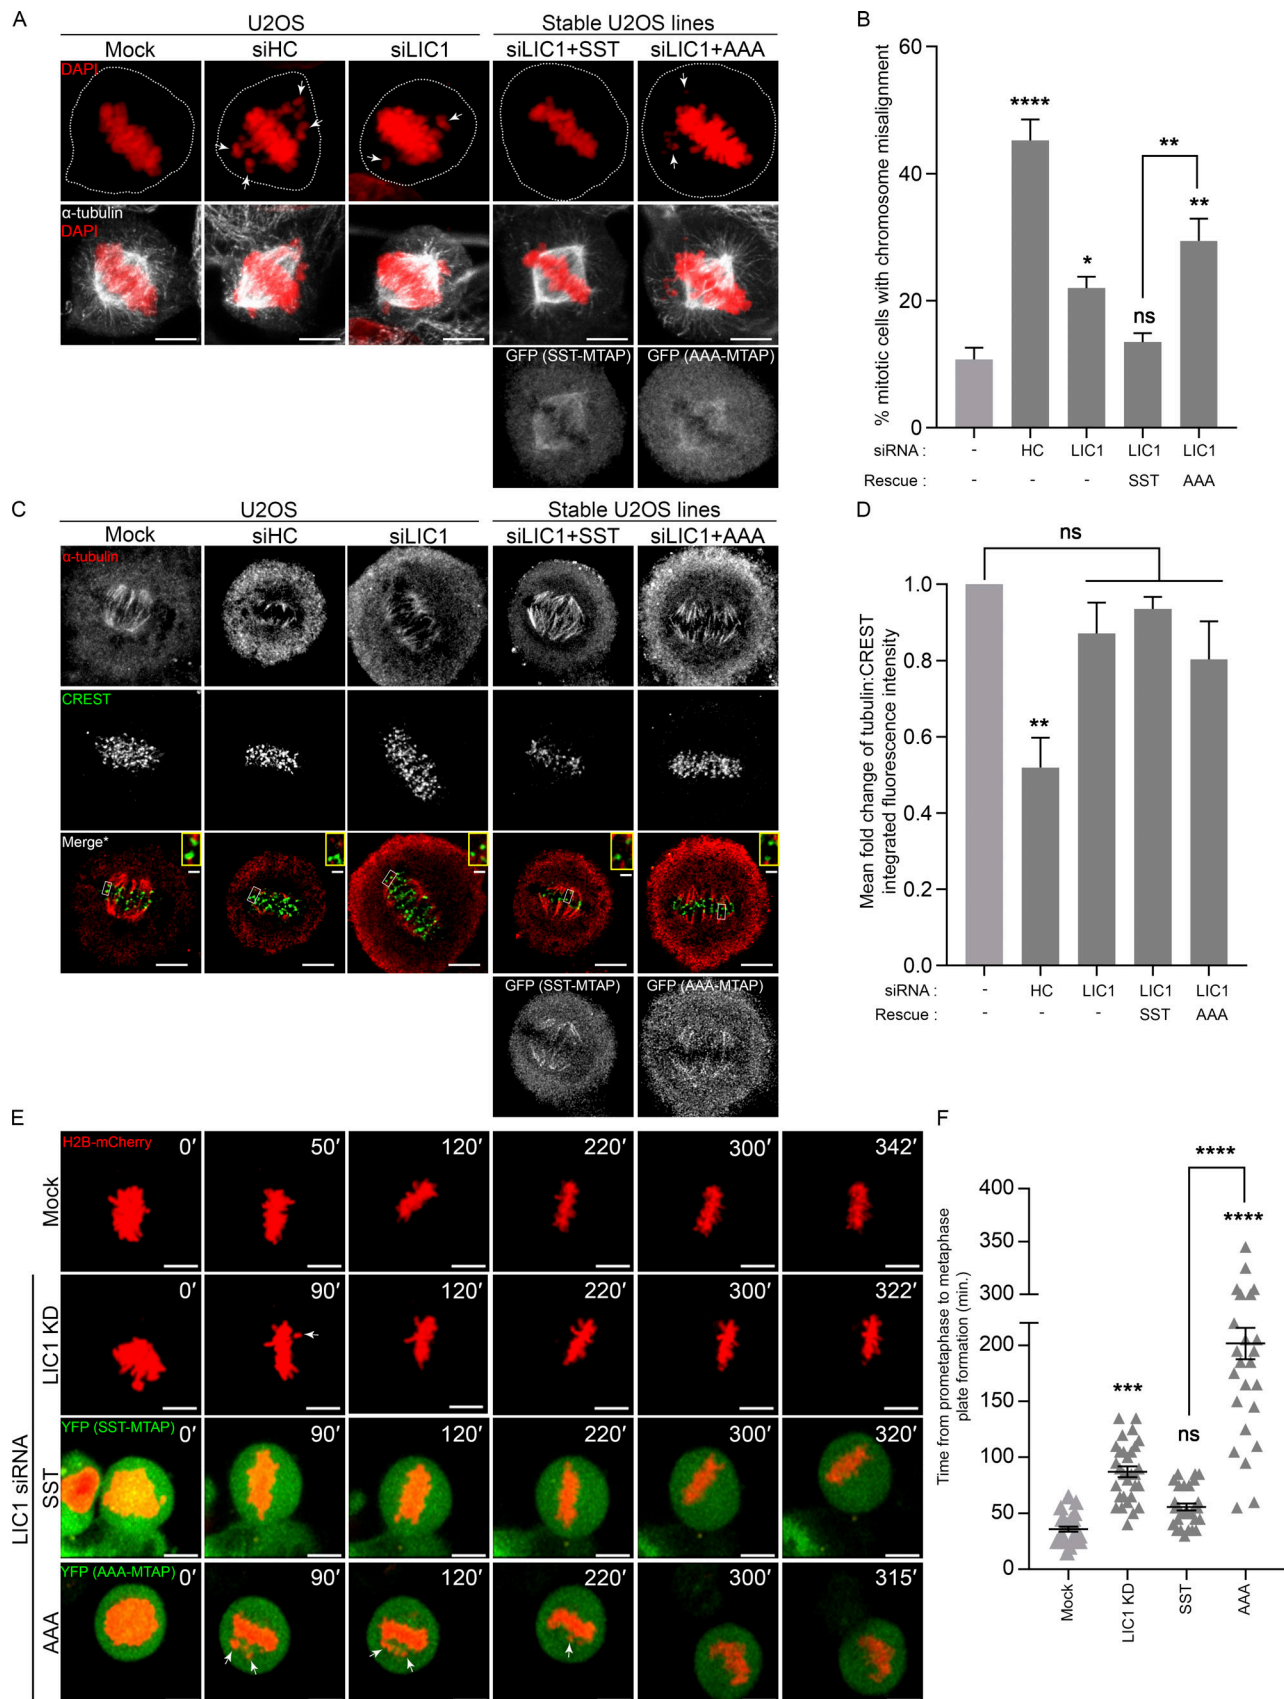 A
U2OS
Stable U2OS lines
Mock
siHC
siLIC1
siLIC1+SST
siLIC1+AAA
DAPI
α-tubulin
DAPI
GFP (SST-MTAP)
GFP (AAA-MTAP)
B
% mitotic cells with chromosome misalignment
60
40
20
0
****
*
ns
**
**
siRNA :
-
HC
LIC1
LIC1
LIC1
Rescue :
-
-
-
SST
AAA
C
U2OS
Stable U2OS lines
Mock
siHC
siLIC1
siLIC1+SST
siLIC1+AAA
α-tubulin
CREST
Merge*
GFP (SST-MTAP)
GFP (AAA-MTAP)
D
Mean fold change of tubulin:CREST
integrated fluorescence intensity
1.0
0.8
0.6
0.4
0.2
0.0
ns
**
siRNA :
-
HC
LIC1
LIC1
LIC1
Rescue :
-
-
-
SST
AAA
E
Mock
H2B-mCherry
0′
50′
120′
220′
300′
342′
LIC1 siRNA
LIC1 KD
0′
90′
120′
220′
300′
322′
SST
YFP (SST-MTAP)
0′
90′
120′
220′
300′
320′
AAA
YFP (AAA-MTAP)
0′
90′
120′
220′
300′
315′
F
Time from prometaphase to metaphase
plate formation (min.)
400
350
300
200
150
100
50
0
***
ns
****
****
Mock
LIC1 KD
SST
AAA